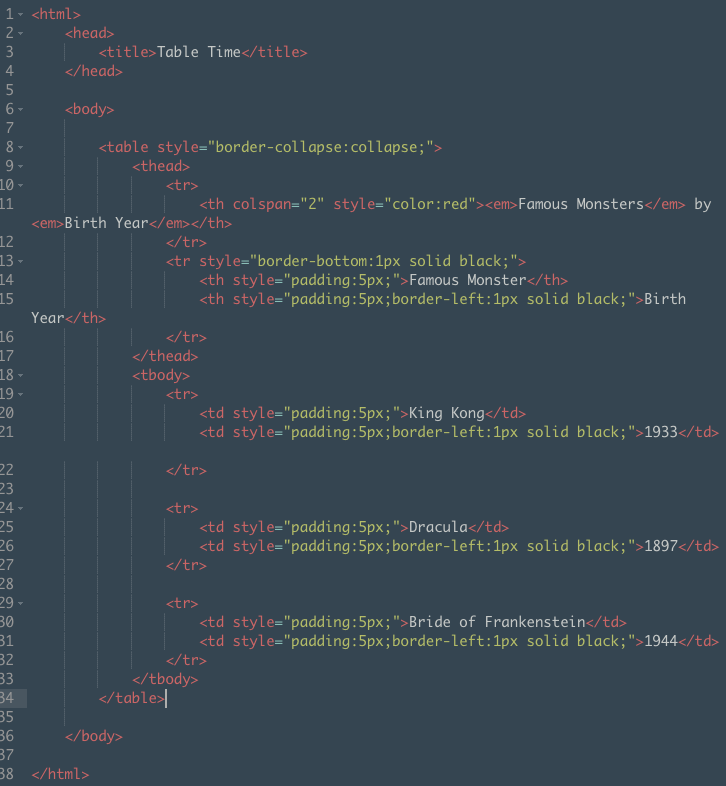 1 <html>
2 <head>
3 <title>Table Time</title>
4 </head>
5
6 <body>
7
8 <table style="border-collapse:collapse;">
9 <thead>
10 <tr>
11 <th colspan="2" style="color:red"><em>Famous Monsters</em> by
<em>Birth Year</em></th>
12 </tr>
13 <tr style="border-bottom:1px solid black;">
14 <th style="padding:5px;">Famous Monster</th>
15 <th style="padding:5px;border-left:1px solid black;">Birth
Year</th>
16 </tr>
17 </thead>
18 <tbody>
19 <tr>
20 <td style="padding:5px;">King Kong</td>
21 <td style="padding:5px;border-left:1px solid black;">1933</td>
22 </tr>
23
24 <tr>
25 <td style="padding:5px;">Dracula</td>
26 <td style="padding:5px;border-left:1px solid black;">1897</td>
27 </tr>
28
29 <tr>
30 <td style="padding:5px;">Bride of Frankenstein</td>
31 <td style="padding:5px;border-left:1px solid black;">1944</td>
32 </tr>
33 </tbody>
34 </table>
35
36 </body>
37
38 </html>